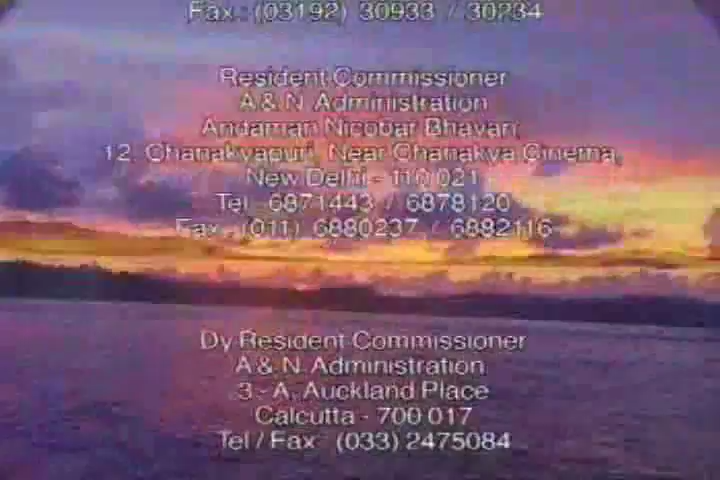 Fax : (03192) 30933 / 30234
Resident Commissioner
A & N Administration
Andaman Nicobar Bhavan,
12, Chanakyapuri, Near Chanakya Cinema,
New Delhi - 110 021
Tel - 6871443 / 6878120
Fax - (011) 6880237 / 6882116
Dy Resident Commissioner
A & N Administration
3 - A, Auckland Place
Calcutta - 700 017
Tel / Fax : (033) 2475084